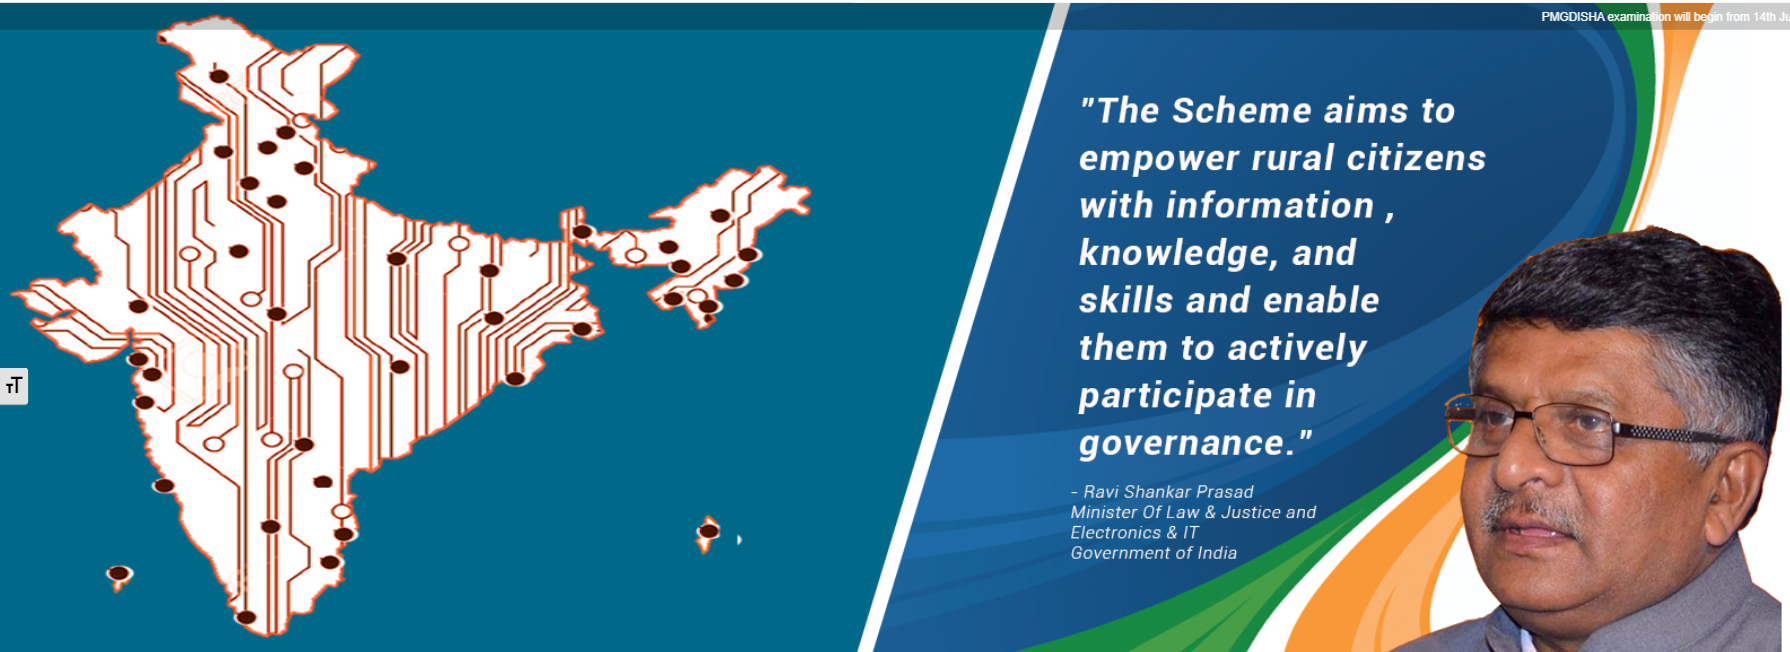 PMGDISHA examination will begin from 14th Ju
"The Scheme aims to
empower rural citizens
with information ,
knowledge, and
skills and enable
them to actively
participate in
governance."
- Ravi Shankar Prasad
Minister Of Law & Justice and
Electronics & IT
Government of India
TT